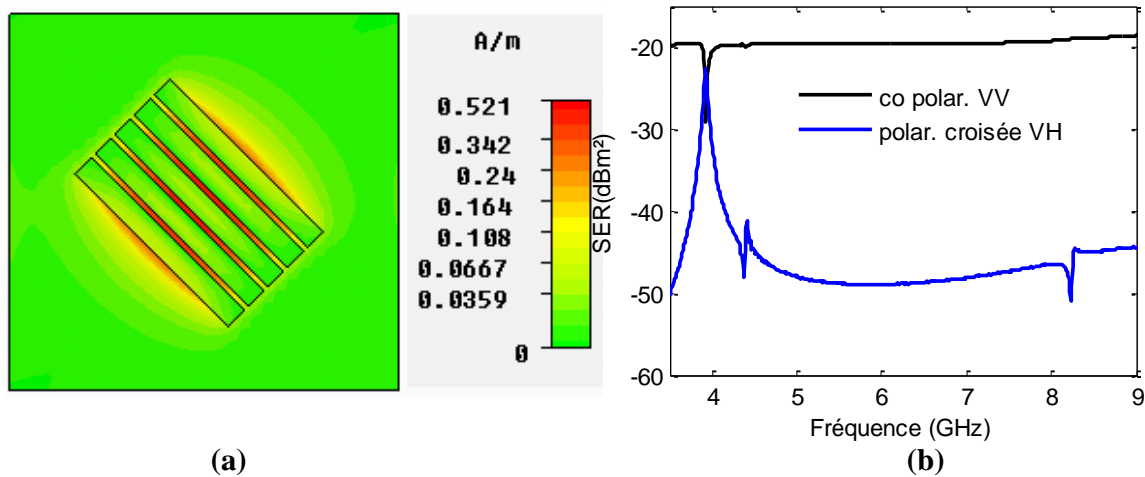 A/m
0.521
0.342
0.24
0.164
0.108
0.0667
0.0359
0
(a)
SER(dBm²)
-20
-30
-40
-50
-60
co polar. VV
polar. croisée VH
4 5 6 7 8 9
Fréquence (GHz)
(b)